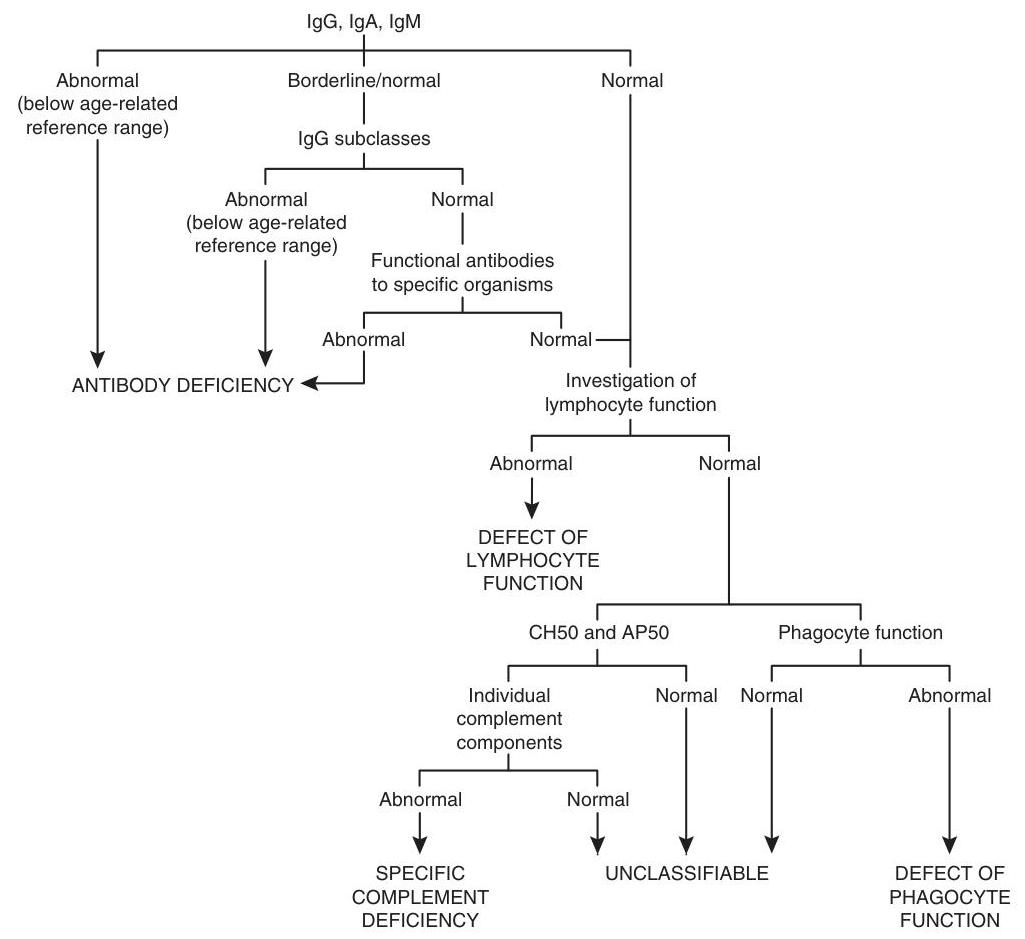 IgG, IgA, IgM
Abnormal
(below age-related
reference range)
Borderline/normal
Normal
IgG subclasses
Abnormal
(below age-related
reference range)
Normal
Functional antibodies
to specific organisms
Abnormal
Normal
ANTIBODY DEFICIENCY
Investigation of
lymphocyte function
Abnormal
Normal
DEFECT OF
LYMPHOCYTE
FUNCTION
CH50 and AP50
Phagocyte function
Individual
complement
components
Normal
Normal
Abnormal
Abnormal
Normal
SPECIFIC
COMPLEMENT
DEFICIENCY
UNCLASSIFIABLE
DEFECT OF
PHAGOCYTE
FUNCTION